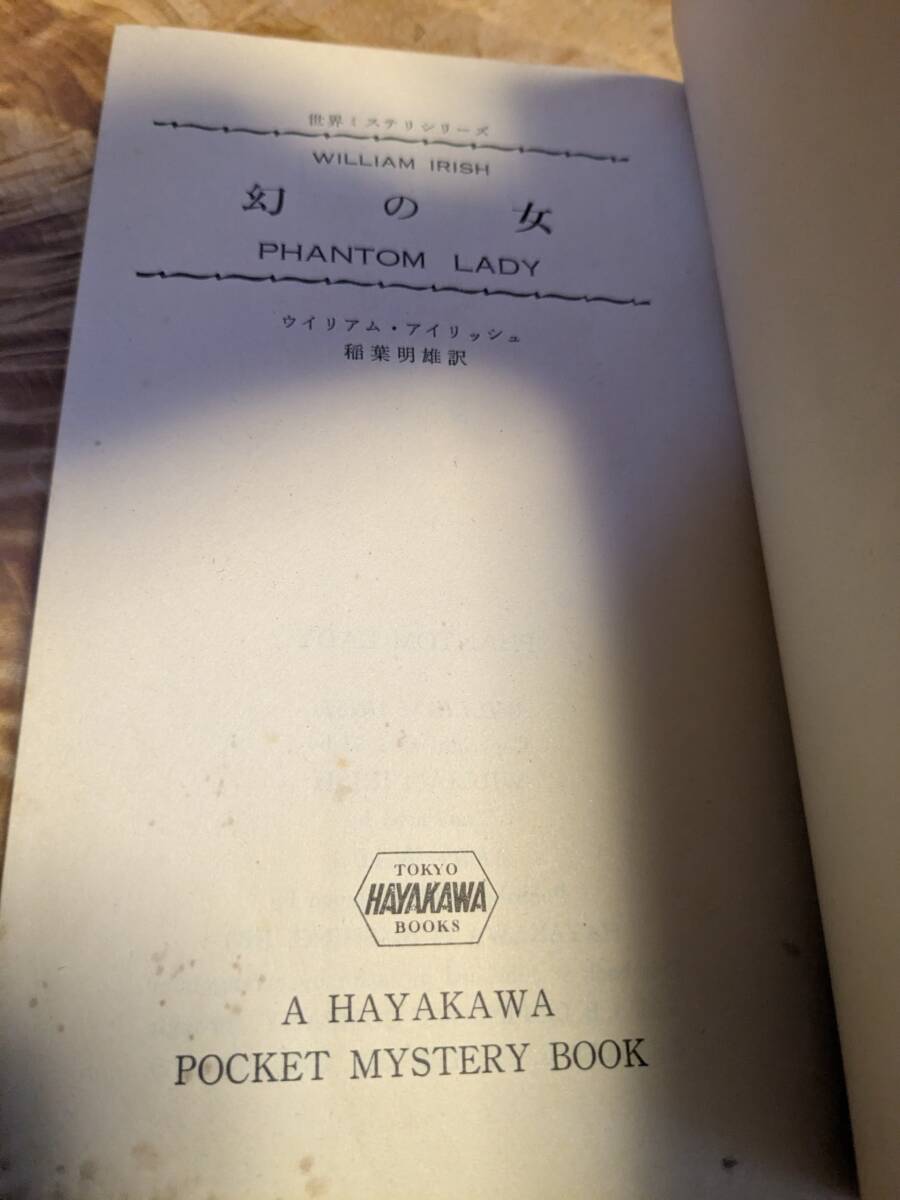 世界ミステリシリーズ
WILLIAM IRISH
幻の女
PHANTOM LADY
ウイリアム・アイリッシュ
稲葉明雄訳
TOKYO
HAYAKAWA
BOOKS
A HAYAKAWA
POCKET MYSTERY BOOK